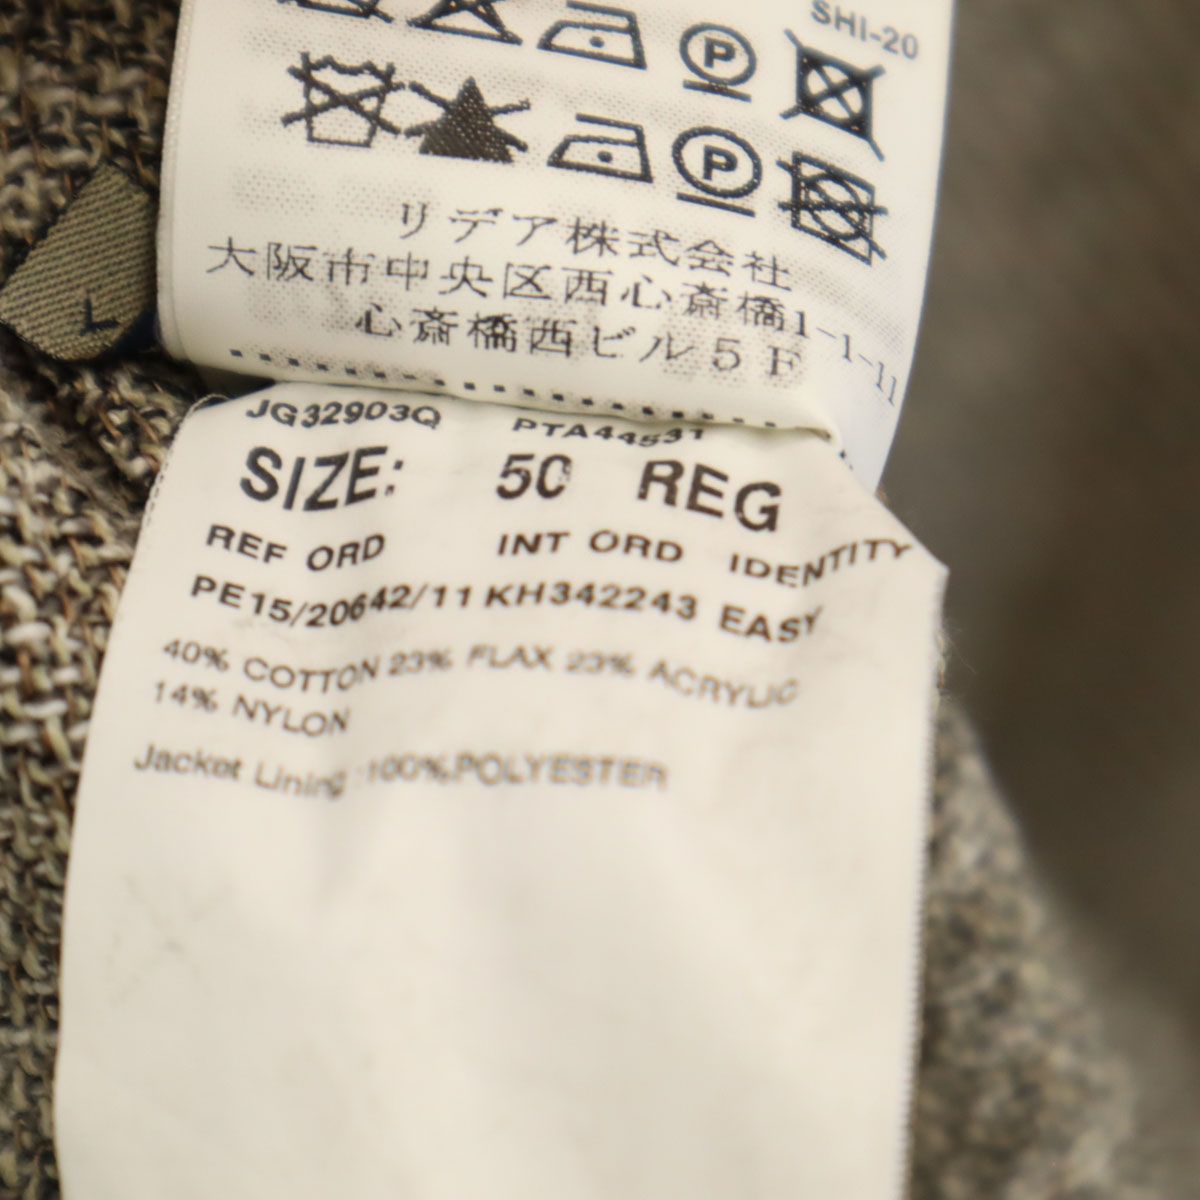 SHI-20
P
P
リデア株式会社
大阪市中央区西心斎橋1-1-11
心斎橋西ビル5F
L
JG32903Q PTA44531
SIZE: 50 REG
REF ORD INT ORD IDENTITY
PE15/20642/11 KH342243 EASY
40% COTTON 23% FLAX 23% ACRYLIC
14% NYLON
Jacket Lining :100%POLYESTER